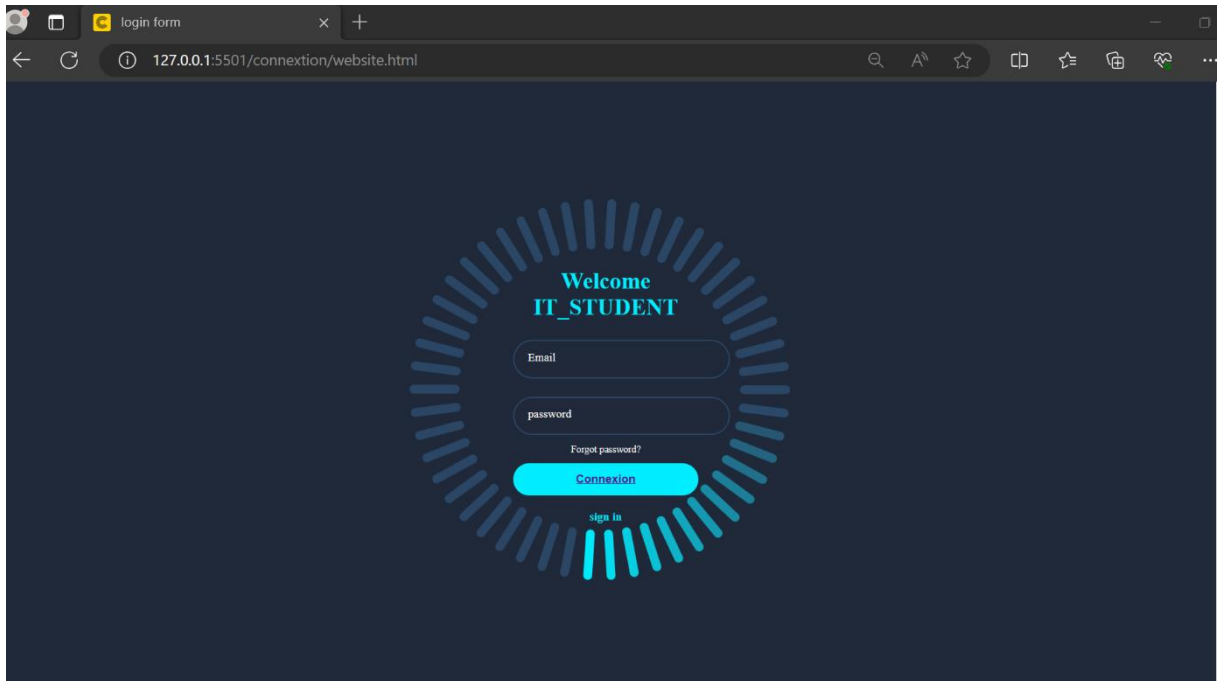 login form
127.0.0.1:5501/connextion/website.html
Welcome
IT_STUDENT
Email
password
Forgot password?
Connexion
sign in